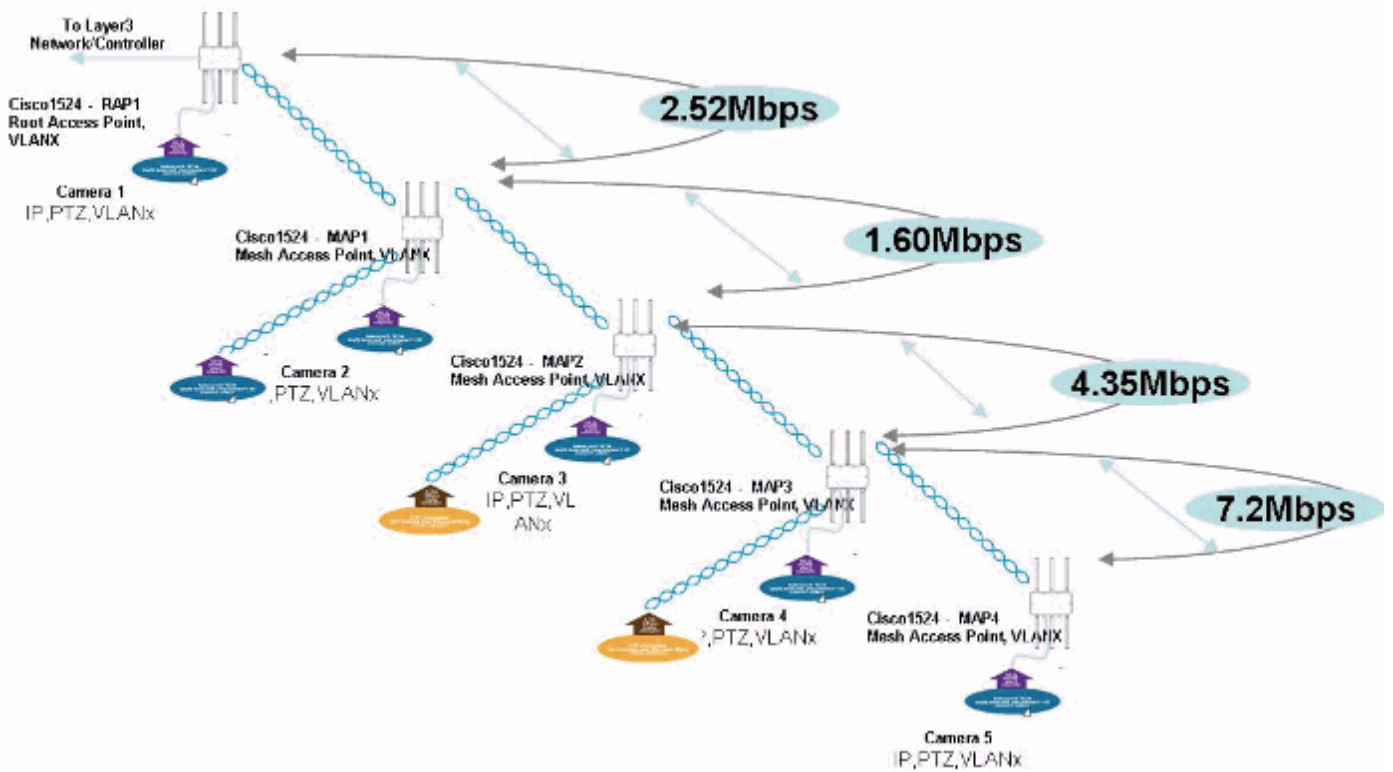 To Layer3
Network/Controller
Cisco1524 - RAP1
Root Access Point,
VLANX
2.52Mbps
Camera 1
IP,PTZ,VLANx
Cisco1524 - MAP1
Mesh Access Point, VLANX
1.60Mbps
Camera 2
,PTZ,VLANx
Cisco1524 - MAP2
Mesh Access Point, VLANX
4.35Mbps
Camera 3
IP,PTZ,VL
ANx
Cisco1524 - MAP3
Mesh Access Point, VLANX
7.2Mbps
Camera 4
,PTZ,VLANx
Cisco1524 - MAP4
Mesh Access Point, VLANX
Camera 5
IP,PTZ,VLANx